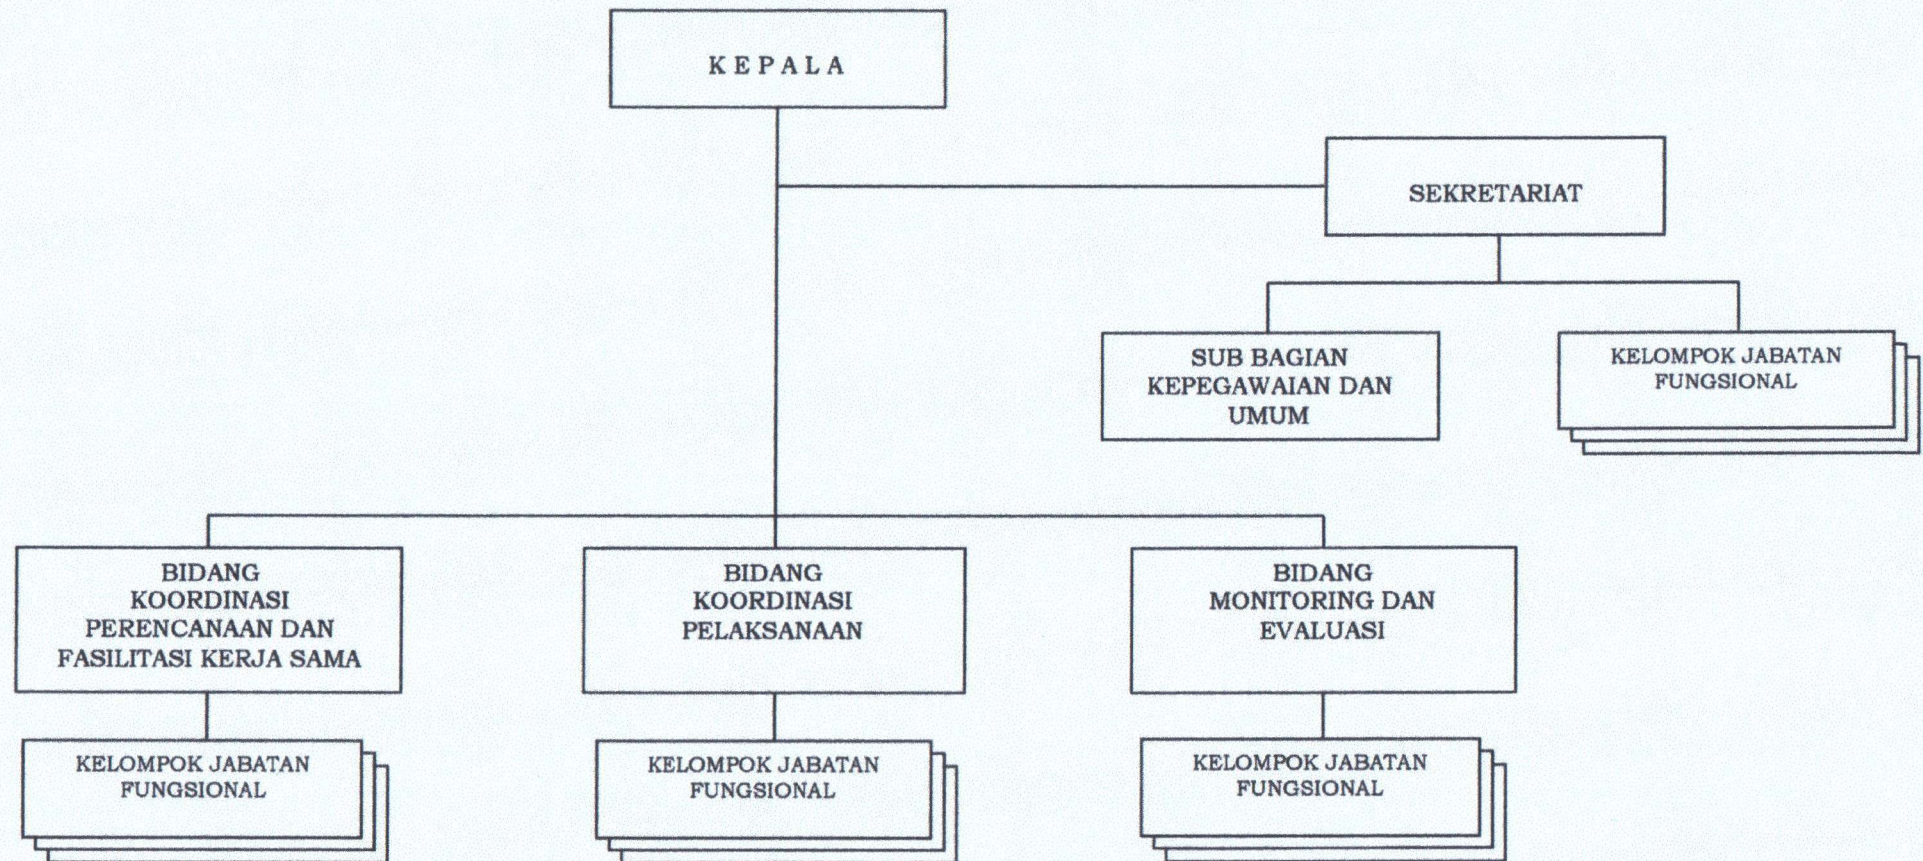 K E P A L A
SEKRETARIAT
SUB BAGIAN
KEPEGAWAIAN DAN
UMUM
KELOMPOK JABATAN
FUNGSIONAL
BIDANG
KOORDINASI
PERENCANAAN DAN
FASILITASI KERJA SAMA
BIDANG
KOORDINASI
PELAKSANAAN
BIDANG
MONITORING DAN
EVALUASI
KELOMPOK JABATAN
FUNGSIONAL
KELOMPOK JABATAN
FUNGSIONAL
KELOMPOK JABATAN
FUNGSIONAL